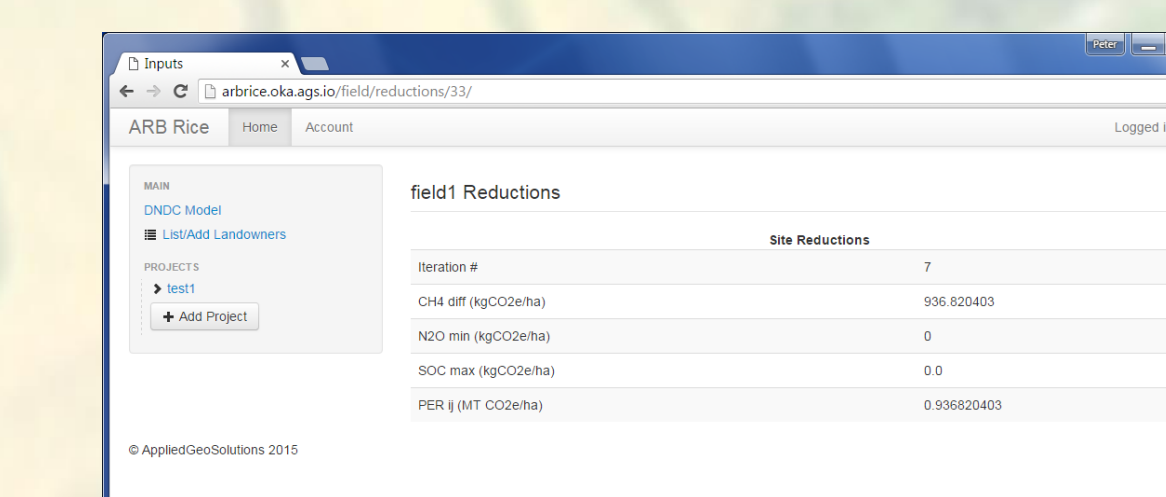 Peter
Inputs
arbrice.oka.ags.io/field/reductions/33/
ARB Rice Home Account Logged i
MAIN
DNDC Model
List/Add Landowners
PROJECTS
test1
Add Project
field1 Reductions
Site Reductions
Iteration # 7
CH4 diff (kgCO2e/ha) 936.820403
N2O min (kgCO2e/ha) 0
SOC max (kgCO2e/ha) 0.0
PER ij (MT CO2e/ha) 0.936820403
© AppliedGeoSolutions 2015